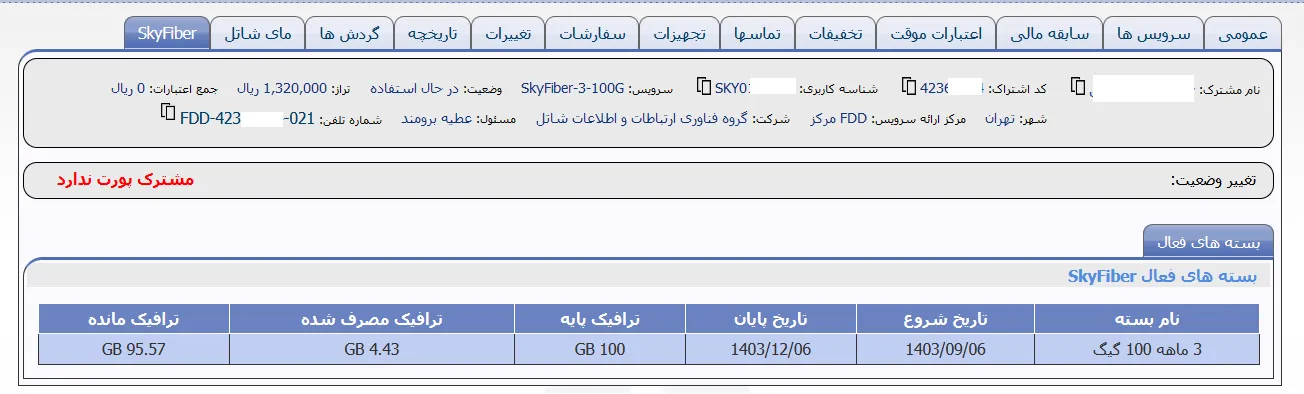 عمومی سرویس ها سابقه مالی اعتبارات موقت تخفیفات تماسها تجهیزات سفارشات تغییرات تاریخچه گردش ها مای شاتل SkyFiber
نام مشترک: کد اشتراک: 4236 4 شناسه کاربری: SKY0 سرویس: SkyFiber-3-100G وضعیت: در حال استفاده تراز: 1,320,000 ریال جمع اعتبارات: 0 ریال
شهر: تهران مرکز ارائه سرویس: FDD مرکز شرکت: گروه فناوری ارتباطات و اطلاعات شاتل مسئول: عطیه برومند شماره تلفن: FDD-423 -021
تغییر وضعیت: مشترک پورت ندارد
بسته های فعال
بسته های فعال SkyFiber
نام بسته تاریخ شروع تاریخ پایان ترافیک پایه ترافیک مصرف شده ترافیک مانده
3 ماهه 100 گیگ 1403/09/06 1403/12/06 100 GB 4.43 GB 95.57 GB